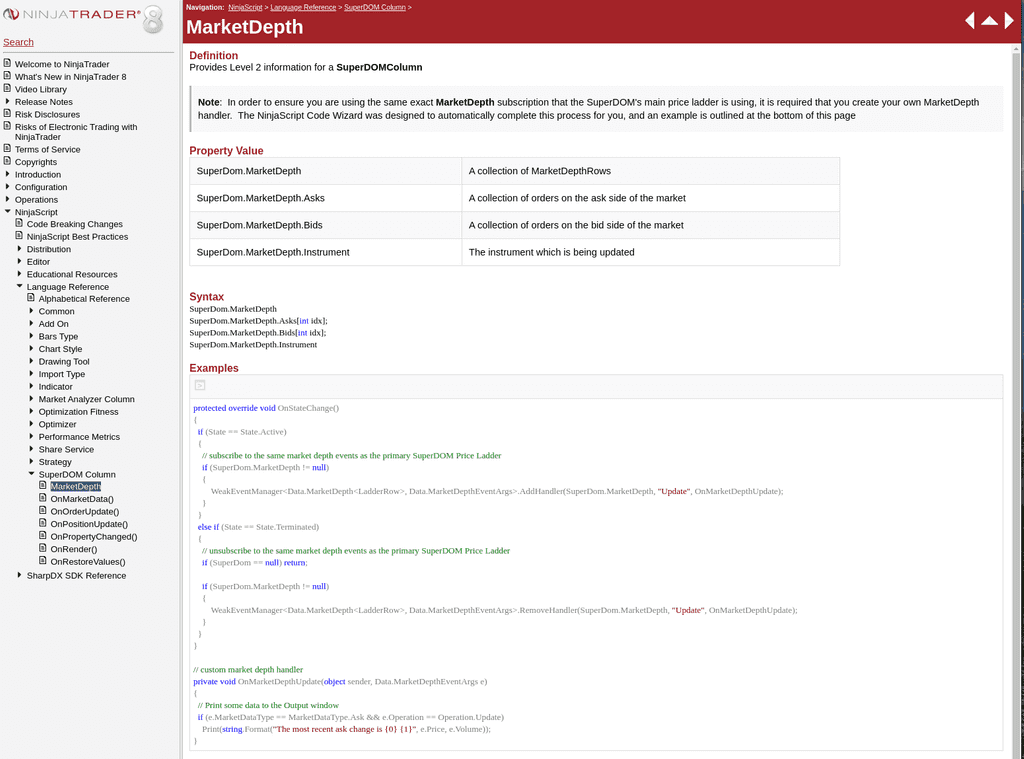 NINJATRADER® 8
Search
Welcome to NinjaTrader
What's New in NinjaTrader 8
Video Library
Release Notes
Risk Disclosures
Risks of Electronic Trading with
NinjaTrader
Terms of Service
Copyrights
Introduction
Configuration
Operations
NinjaScript
Code Breaking Changes
NinjaScript Best Practices
Distribution
Editor
Educational Resources
Language Reference
Alphabetical Reference
Common
Add On
Bars Type
Chart Style
Drawing Tool
Import Type
Indicator
Market Analyzer Column
Optimization Fitness
Optimizer
Performance Metrics
Share Service
Strategy
SuperDOM Column
MarketDepth
OnMarketData()
OnOrderUpdate()
OnPositionUpdate()
OnPropertyChanged()
OnRender()
OnRestoreValues()
SharpDX SDK Reference
Navigation: NinjaScript > Language Reference > SuperDOM Column >
MarketDepth
Definition
Provides Level 2 information for a SuperDOMColumn
Note: In order to ensure you are using the same exact MarketDepth subscription that the SuperDOM's main price ladder is using, it is required that you create your own MarketDepth
handler. The NinjaScript Code Wizard was designed to automatically complete this process for you, and an example is outlined at the bottom of this page
Property Value
SuperDom.MarketDepth A collection of MarketDepthRows
SuperDom.MarketDepth.Asks A collection of orders on the ask side of the market
SuperDom.MarketDepth.Bids A collection of orders on the bid side of the market
SuperDom.MarketDepth.Instrument The instrument which is being updated
Syntax
SuperDom.MarketDepth
SuperDom.MarketDepth.Asks[int idx];
SuperDom.MarketDepth.Bids[int idx];
SuperDom.MarketDepth.Instrument
Examples
protected override void OnStateChange()
{
if (State == State.Active)
{
// subscribe to the same market depth events as the primary SuperDOM Price Ladder
if (SuperDom.MarketDepth != null)
{
WeakEventManager<Data.MarketDepth<LadderRow>, Data.MarketDepthEventArgs>.AddHandler(SuperDom.MarketDepth, "Update", OnMarketDepthUpdate);
}
}
else if (State == State.Terminated)
{
// unsubscribe to the same market depth events as the primary SuperDOM Price Ladder
if (SuperDom == null) return;
if (SuperDom.MarketDepth != null)
{
WeakEventManager<Data.MarketDepth<LadderRow>, Data.MarketDepthEventArgs>.RemoveHandler(SuperDom.MarketDepth, "Update", OnMarketDepthUpdate);
}
}
}
// custom market depth handler
private void OnMarketDepthUpdate(object sender, Data.MarketDepthEventArgs e)
{
// Print some data to the Output window
if (e.MarketDataType == MarketDataType.Ask && e.Operation == Operation.Update)
Print(string.Format("The most recent ask change is {0} {1}", e.Price, e.Volume));
}